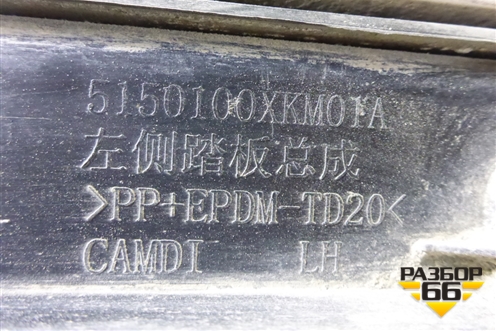 5150100XKM01A
左侧踏板总成
>PP+EPDM-TD20<
CAMDI LH
РАЗБОР
66